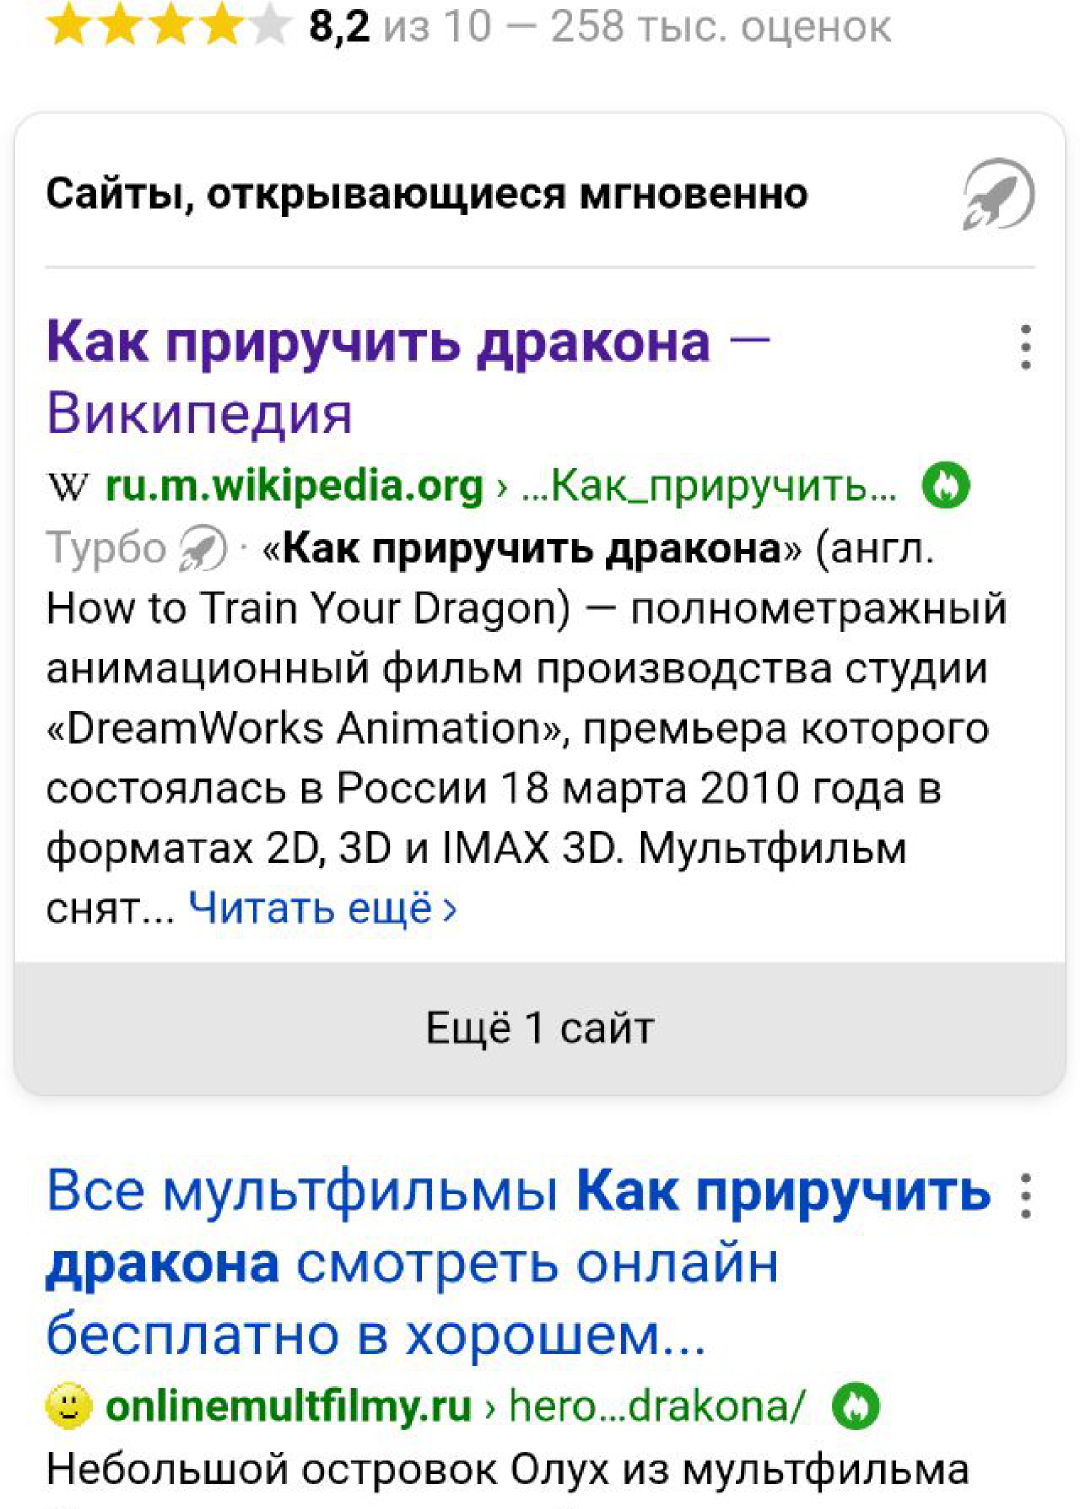 8,2 из 10 — 258 тыс. оценок
Сайты, открывающиеся мгновенно
Как приручить дракона —
Википедия
W ru.m.wikipedia.org › ...Как_приручить...
Турбо · «Как приручить дракона» (англ.
How to Train Your Dragon) — полнометражный
анимационный фильм производства студии
«DreamWorks Animation», премьера которого
состоялась в России 18 марта 2010 года в
форматах 2D, 3D и IMAX 3D. Мультфильм
снят... Читать ещё ›
Ещё 1 сайт
Все мультфильмы Как приручить
дракона смотреть онлайн
бесплатно в хорошем...
onlinemultfilmy.ru › hero...drakona/
Небольшой островок Олух из мультфильма